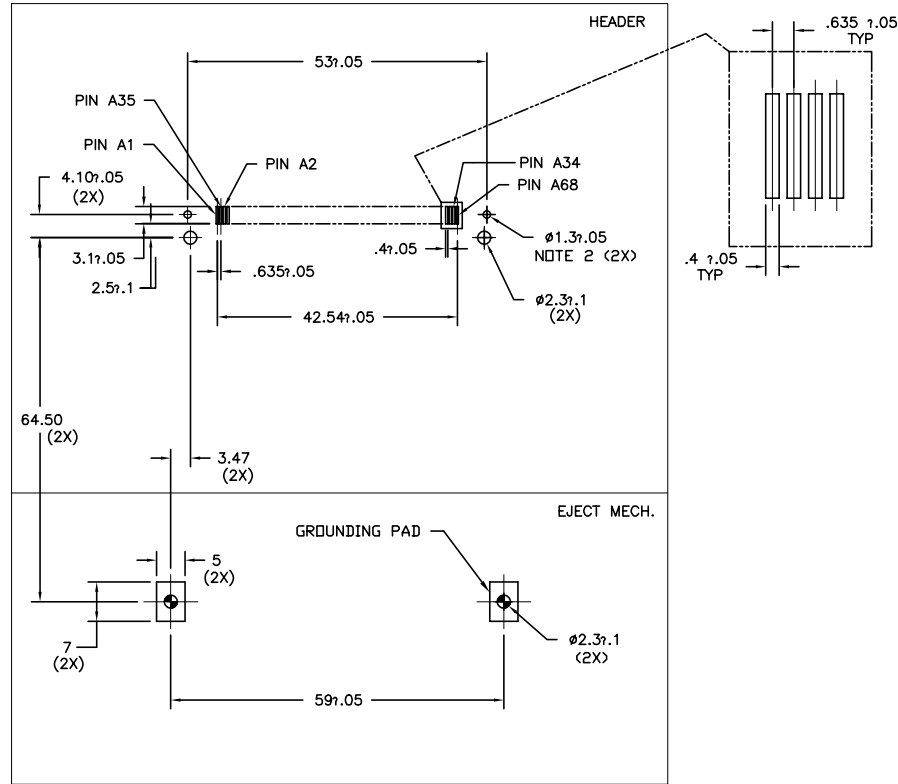 HEADER
.635 ?.05
TYP
53?.05
PIN A35
PIN A1
PIN A2
PIN A34
PIN A68
4.10?.05
(2X)
3.1?.05
2.5?.1
.635?.05
.4?.05
ø1.3?.05
NOTE 2 (2X)
.4 ?.05
TYP
ø2.3?.1
(2X)
42.54?.05
64.50
(2X)
3.47
(2X)
EJECT MECH.
GROUNDING PAD
5
(2X)
7
(2X)
ø2.3?.1
(2X)
59?.05